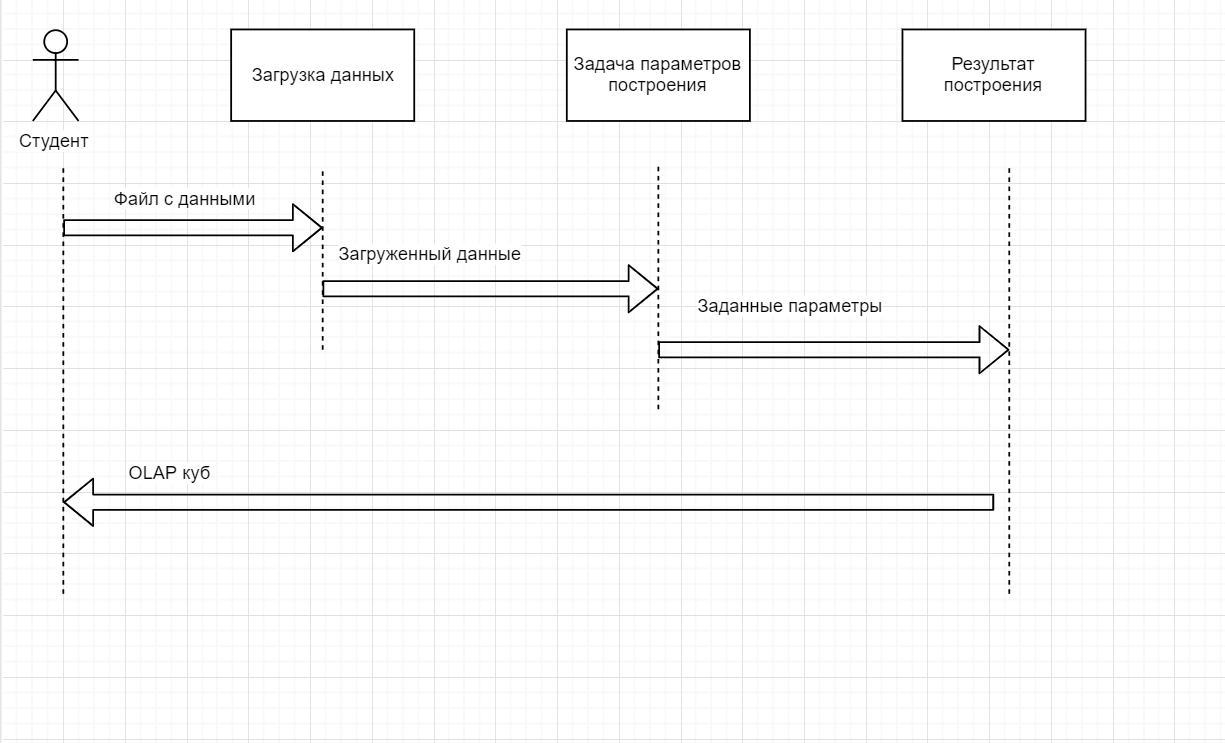 Загрузка данных
Задача параметров
построения
Результат
построения
Студент
Файл с данными
Загруженный данные
Заданные параметры
OLAP куб